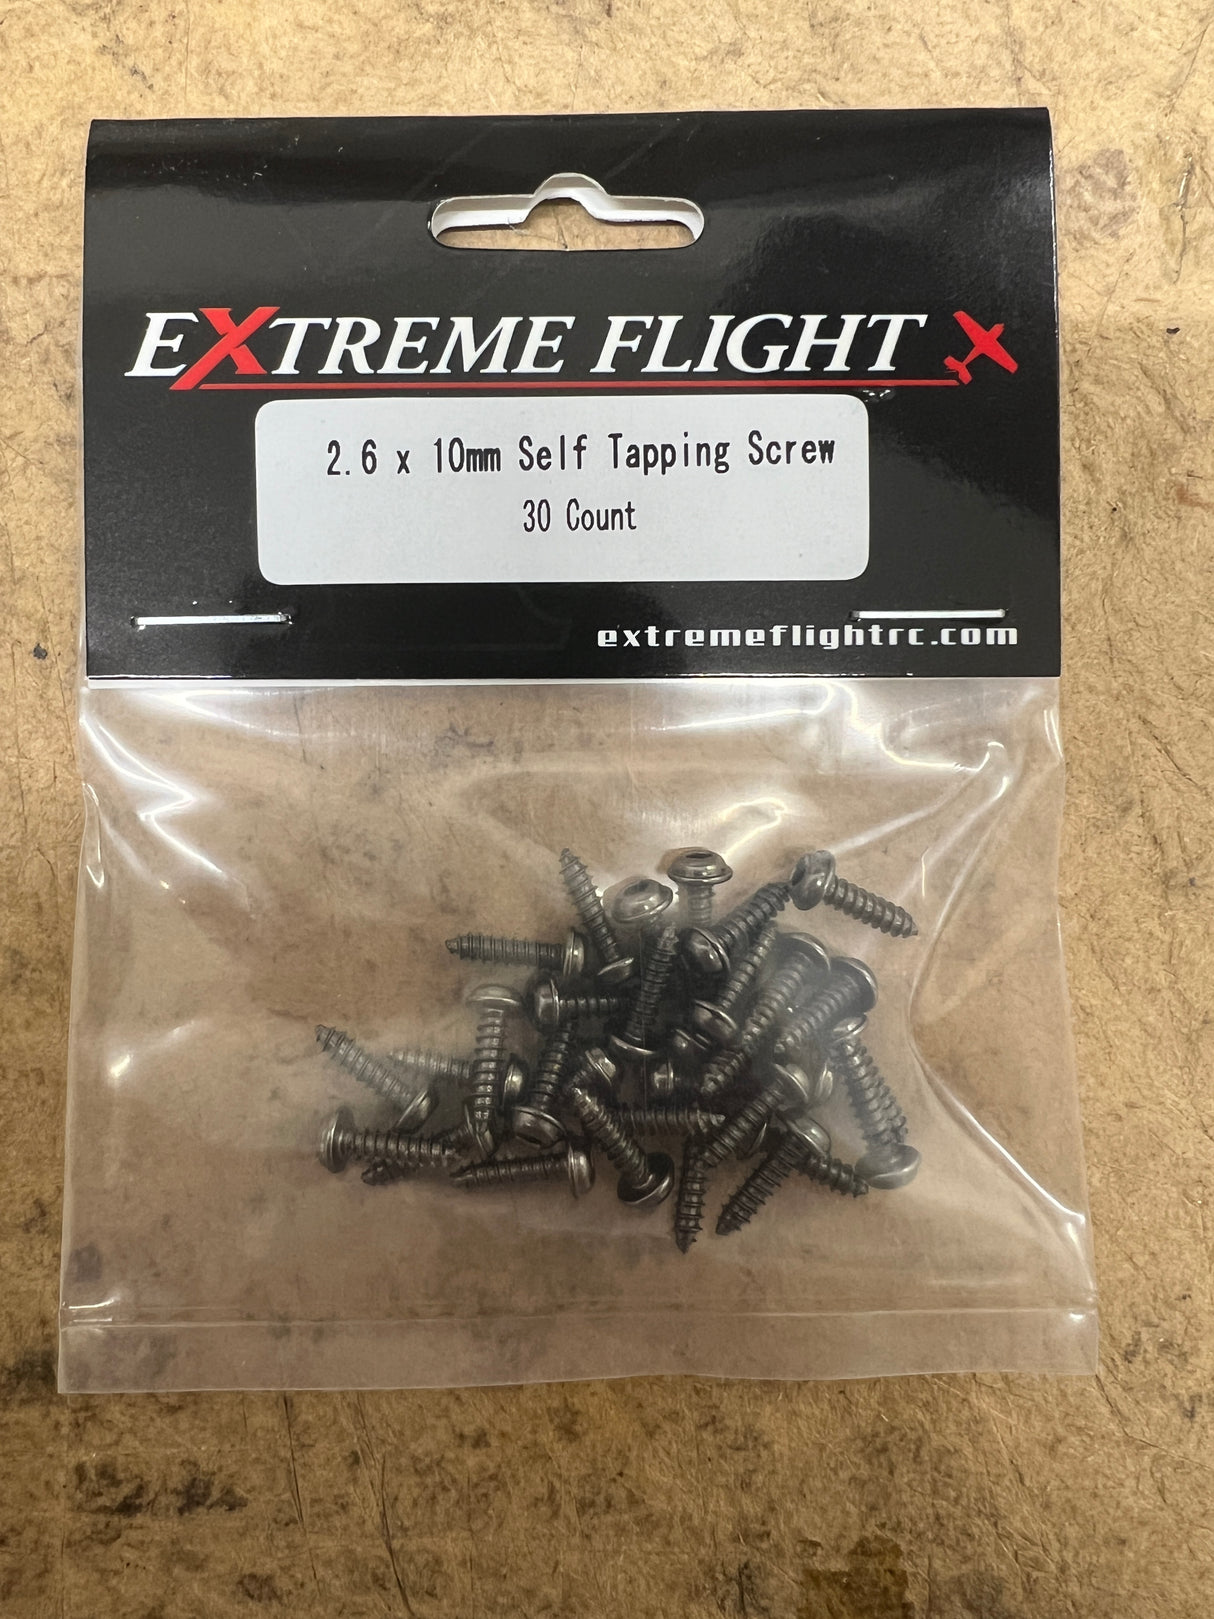 EXTREME FLIGHT
2.6 x 10mm Self Tapping Screw
30 Count
extremeflightrc.com